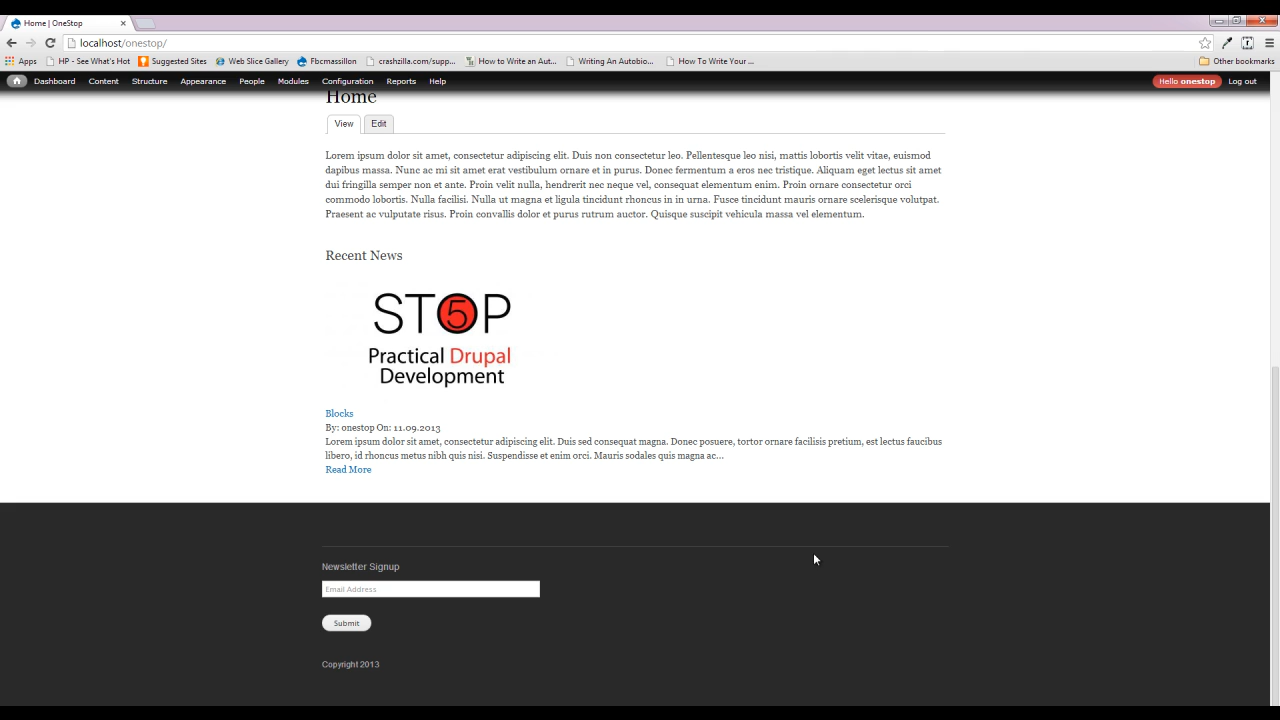 Home | OneStop
localhost/onestop/
Apps HP - See What's Hot Suggested Sites Web Slice Gallery Fbcmassillon crashzilla.com/supp... How to Write an Aut... Writing An Autobio... How To Write Your ... Other bookmarks
Dashboard Content Structure Appearance People Modules Configuration Reports Help Hello onestop Log out
Home
View Edit
Lorem ipsum dolor sit amet, consectetur adipiscing elit. Duis non consectetur leo. Pellentesque leo nisi, mattis lobortis velit vitae, euismod
dapibus massa. Nunc ac mi sit amet erat vestibulum ornare et in purus. Donec fermentum a eros nec tristique. Aliquam eget lectus sit amet
dui fringilla semper non et ante. Proin velit nulla, hendrerit nec neque vel, consequat elementum enim. Proin ornare consectetur orci
commodo lobortis. Nulla facilisi. Nulla ut magna et ligula tincidunt rhoncus in in urna. Fusce tincidunt mauris ornare scelerisque volutpat.
Praesent ac vulputate risus. Proin convallis dolor et purus rutrum auctor. Quisque suscipit vehicula massa vel elementum.
Recent News
ST5P
Practical Drupal
Development
Blocks
By: onestop On: 11.09.2013
Lorem ipsum dolor sit amet, consectetur adipiscing elit. Duis sed consequat magna. Donec posuere, tortor ornare facilisis pretium, est lectus faucibus
libero, id rhoncus metus nibh quis nisi. Suspendisse et enim orci. Mauris sodales quis magna ac...
Read More
Newsletter Signup
Email Address
Submit
Copyright 2013